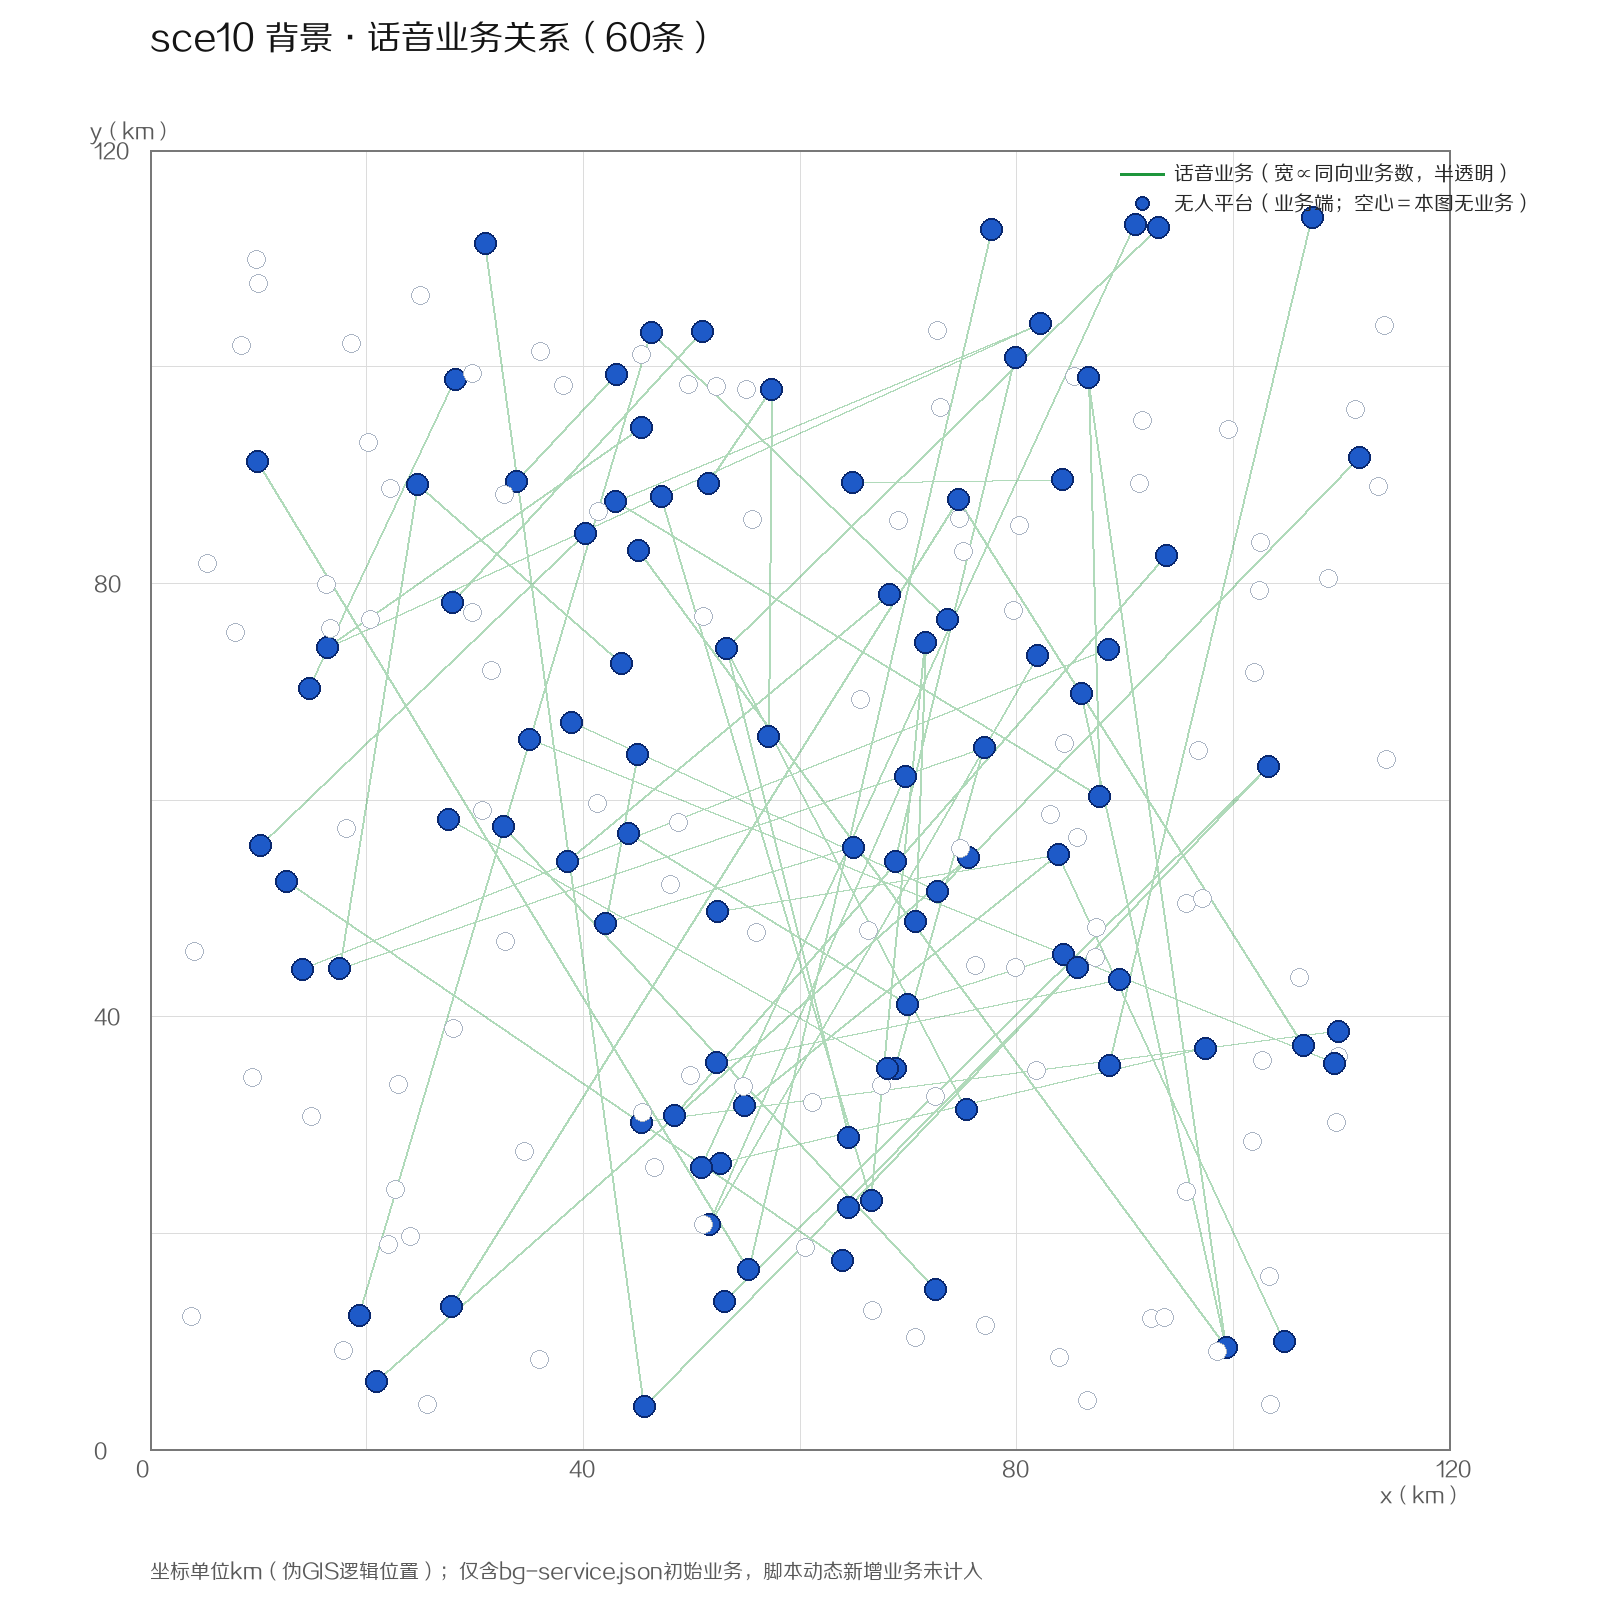 sce10 背景 · 话音业务关系（60条）
y（km）
120
话音业务（宽∝同向业务数，半透明）
无人平台（业务端；空心＝本图无业务）
80
40
0
0
40
80
120
x（km）
坐标单位km（伪GIS逻辑位置）；仅含bg-service.json初始业务，脚本动态新增业务未计入